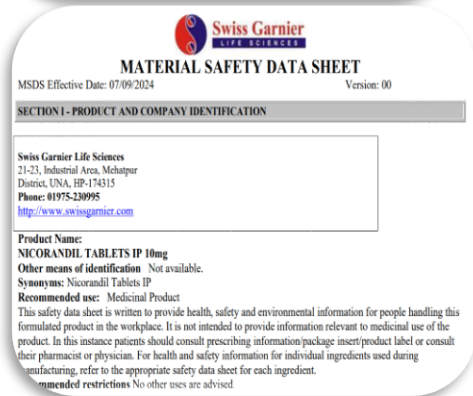 Swiss Garnier
LIFE SCIENCES
MATERIAL SAFETY DATA SHEET
MSDS Effective Date: 07/09/2024 Version: 00
SECTION I - PRODUCT AND COMPANY IDENTIFICATION
Swiss Garnier Life Sciences
21-23, Industrial Area, Mehatpur
District, UNA, HP-174315
Phone: 01975-230995
http://www.swissgarnier.com
Product Name:
NICORANDIL TABLETS IP 10mg
Other means of identification Not available.
Synonyms: Nicorandil Tablets IP
Recommended use: Medicinal Product
This safety data sheet is written to provide health, safety and environmental information for people handling this
formulated product in the workplace. It is not intended to provide information relevant to medicinal use of the
product. In this instance patients should consult prescribing information/package insert/product label or consult
their pharmacist or physician. For health and safety information for individual ingredients used during
manufacturing, refer to the appropriate safety data sheet for each ingredient.
restrictions No other uses are advised